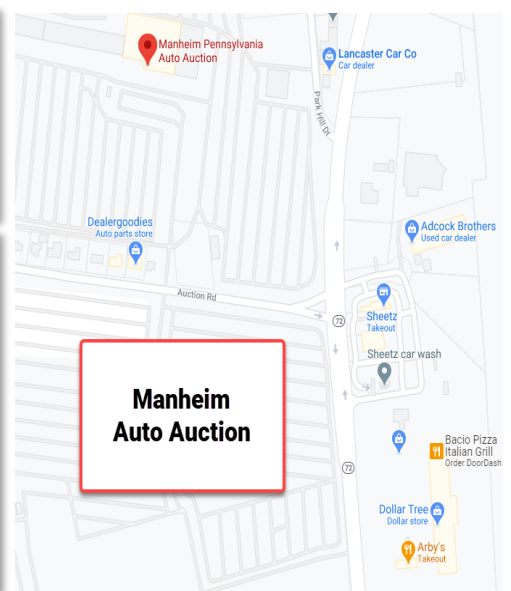 Manheim Pennsylvania
Auto Auction
Lancaster Car Co
Car dealer
Park Hill Dr
Dealergoodies
Auto parts store
Adcock Brothers
Used car dealer
Auction Rd
Sheetz
Takeout
72
Sheetz car wash
Manheim
Auto Auction
Bacio Pizza
Italian Grill
Order DoorDash
72
Dollar Tree
Dollar store
Arby's
Takeout